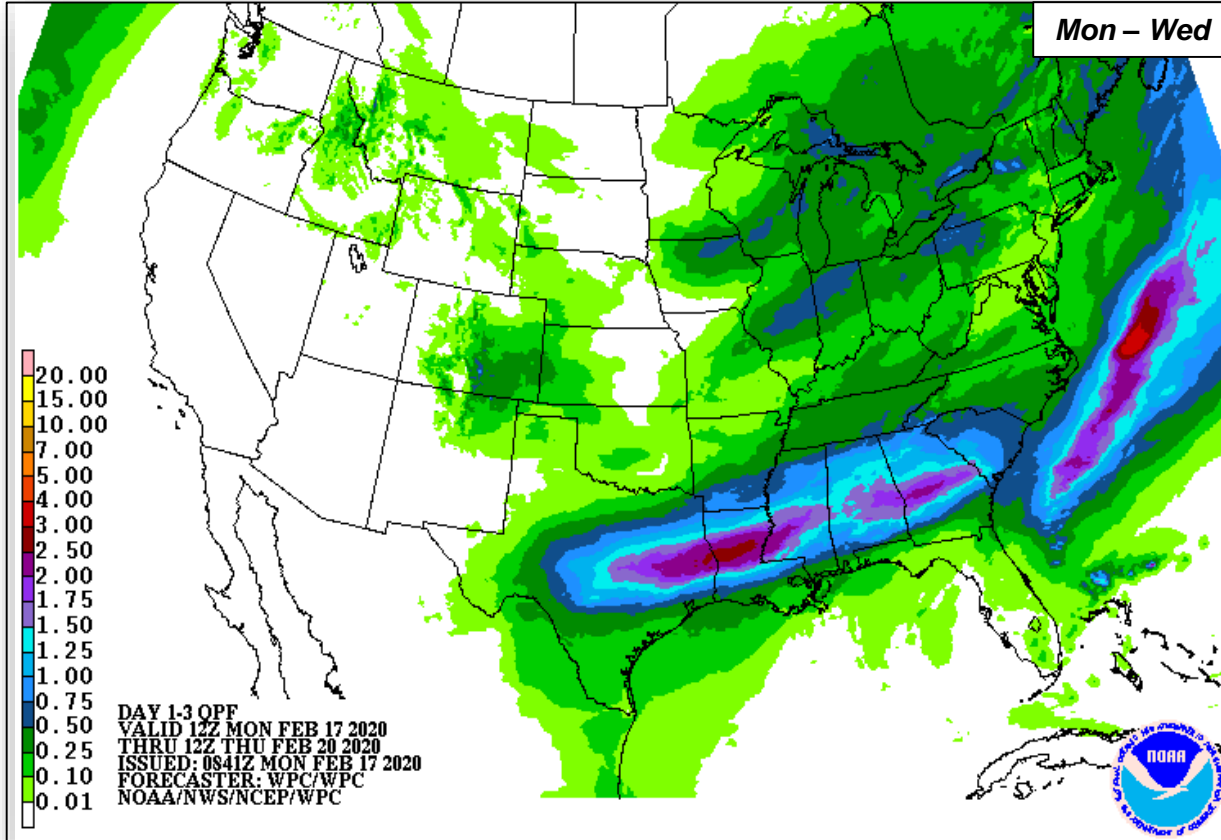 Mon – Wed
20.00
15.00
10.00
7.00
5.00
4.00
3.00
2.50
2.00
1.75
1.50
1.25
1.00
0.75
0.50
0.25
0.10
0.01
DAY 1-3 QPF
VALID 12Z MON FEB 17 2020
THRU 12Z THU FEB 20 2020
ISSUED: 0841Z MON FEB 17 2020
FORECASTER: WPC/WPC
NOAA/NWS/NCEP/WPC
NOAA